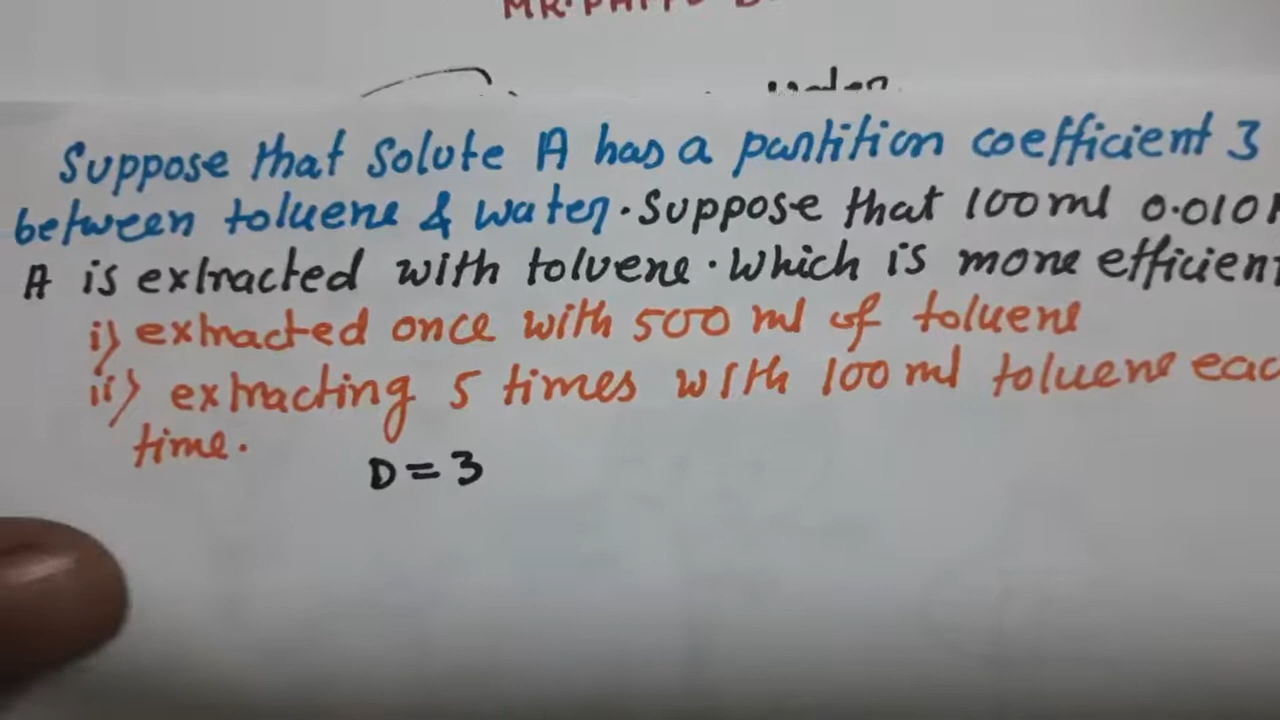 Suppose that Solute A has a partition coefficient 3
between toluene & water. Suppose that 100ml 0.010
A is extracted with toluene. Which is more efficien
i) extracted once with 500 ml of toluene
ii) extracting 5 times with 100 ml toluene eac
time.
D = 3